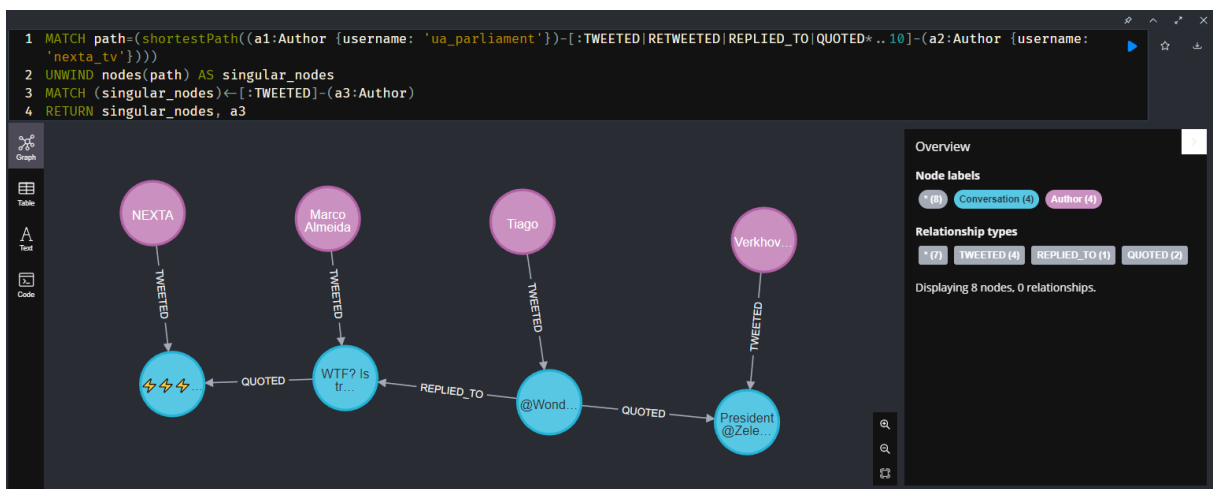 1 MATCH path=(shortestPath((a1:Author {username: 'ua_parliament'})-[:TWEETED|RETWEETED|REPLIED_TO|QUOTED*..10]-(a2:Author {username:
'nexta_tv'})))
2 UNWIND nodes(path) AS singular_nodes
3 MATCH (singular_nodes)←[:TWEETED]-(a3:Author)
4 RETURN singular_nodes, a3
Graph
Table
Text
Code
NEXTA
Marco
Almeida
Tiago
Verkhov...
TWEETED
TWEETED
TWEETED
TWEETED
⚡⚡⚡...
QUOTED
WTF? Is
tr...
REPLIED_TO
@Wond...
QUOTED
President
@Zele...
Overview
Node labels
* (8) Conversation (4) Author (4)
Relationship types
* (7) TWEETED (4) REPLIED_TO (1) QUOTED (2)
Displaying 8 nodes, 0 relationships.